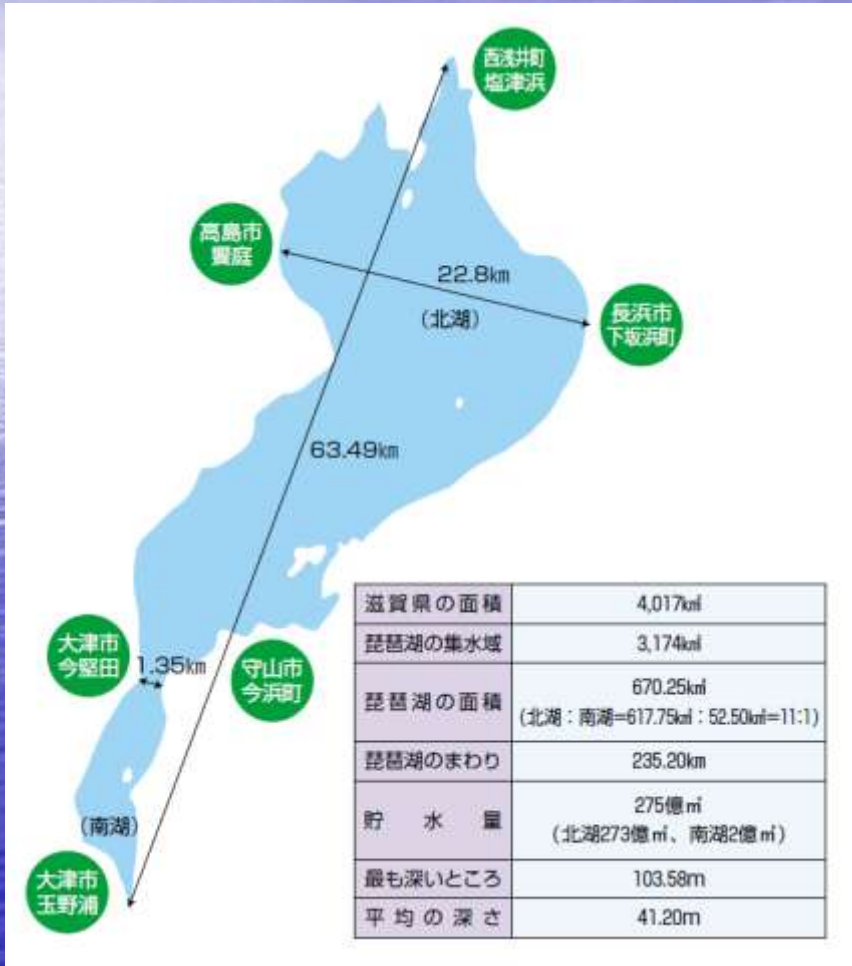 西浅井町
塩津浜
高島市
饗庭
22.8㎞
(北湖)
長浜市
下坂浜町
63.49㎞
大津市
今堅田
1.35㎞
守山市
今浜町
(南湖)
大津市
玉野浦
滋賀県の面積 4,017㎢
琵琶湖の集水域 3,174㎢
琵琶湖の面積 670.25㎢
(北湖：南湖=617.75㎢：52.50㎢=11:1)
琵琶湖のまわり 235.20km
貯水量 275億㎥
(北湖273億㎥、南湖2億㎥)
最も深いところ 103.58m
平均の深さ 41.20m